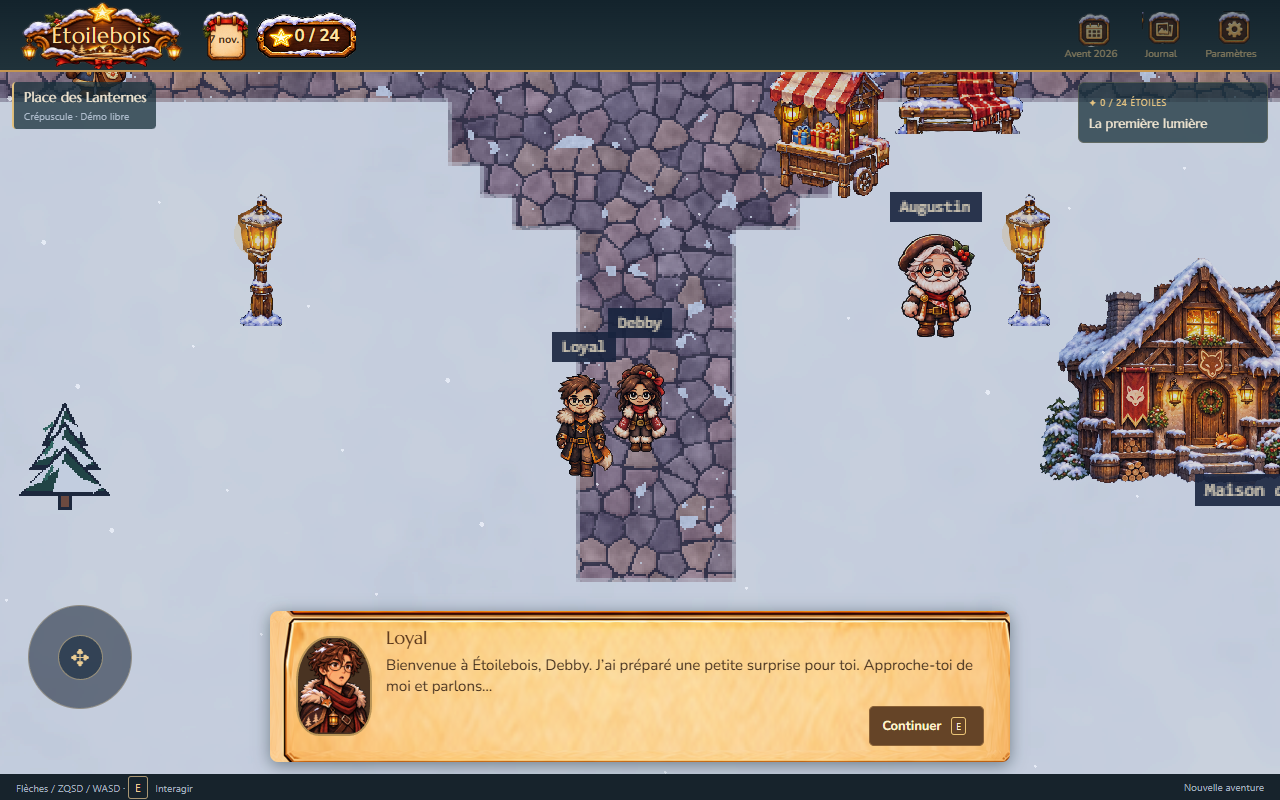 Étoilebois
7 nov.
0 / 24
Avent 2026
Journal
Paramètres
Place des Lanternes
Crépuscule · Démo libre
✦ 0 / 24 ÉTOILES
La première lumière
Augustin
Debby
Loyal
Maison
Loyal
Bienvenue à Étoilebois, Debby. J'ai préparé une petite surprise pour toi. Approche-toi de
moi et parlons…
Continuer E
Flèches / ZQSD / WASD · E Interagir
Nouvelle aventure